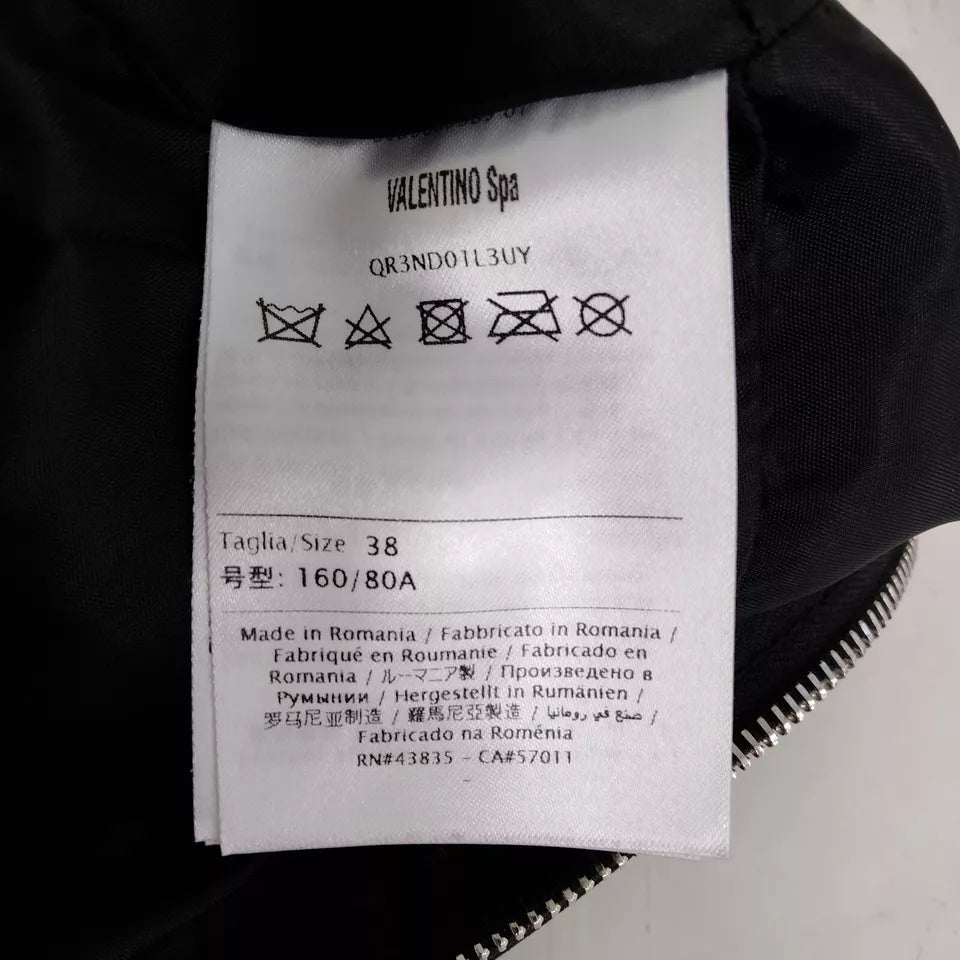 VALENTINO Spa
QR3ND01L3UY
Taglia/Size 38
号型: 160/80A
Made in Romania / Fabbricato in Romania /
Fabriqué en Roumanie / Fabricado en
Romania / ルーマニア製 / Произведено в
Румынии / Hergestellt in Rumänien /
罗马尼亚制造 / 羅馬尼亞製造 / صنع في رومانيا /
Fabricado na Roménia
RN#43835 - CA#57011